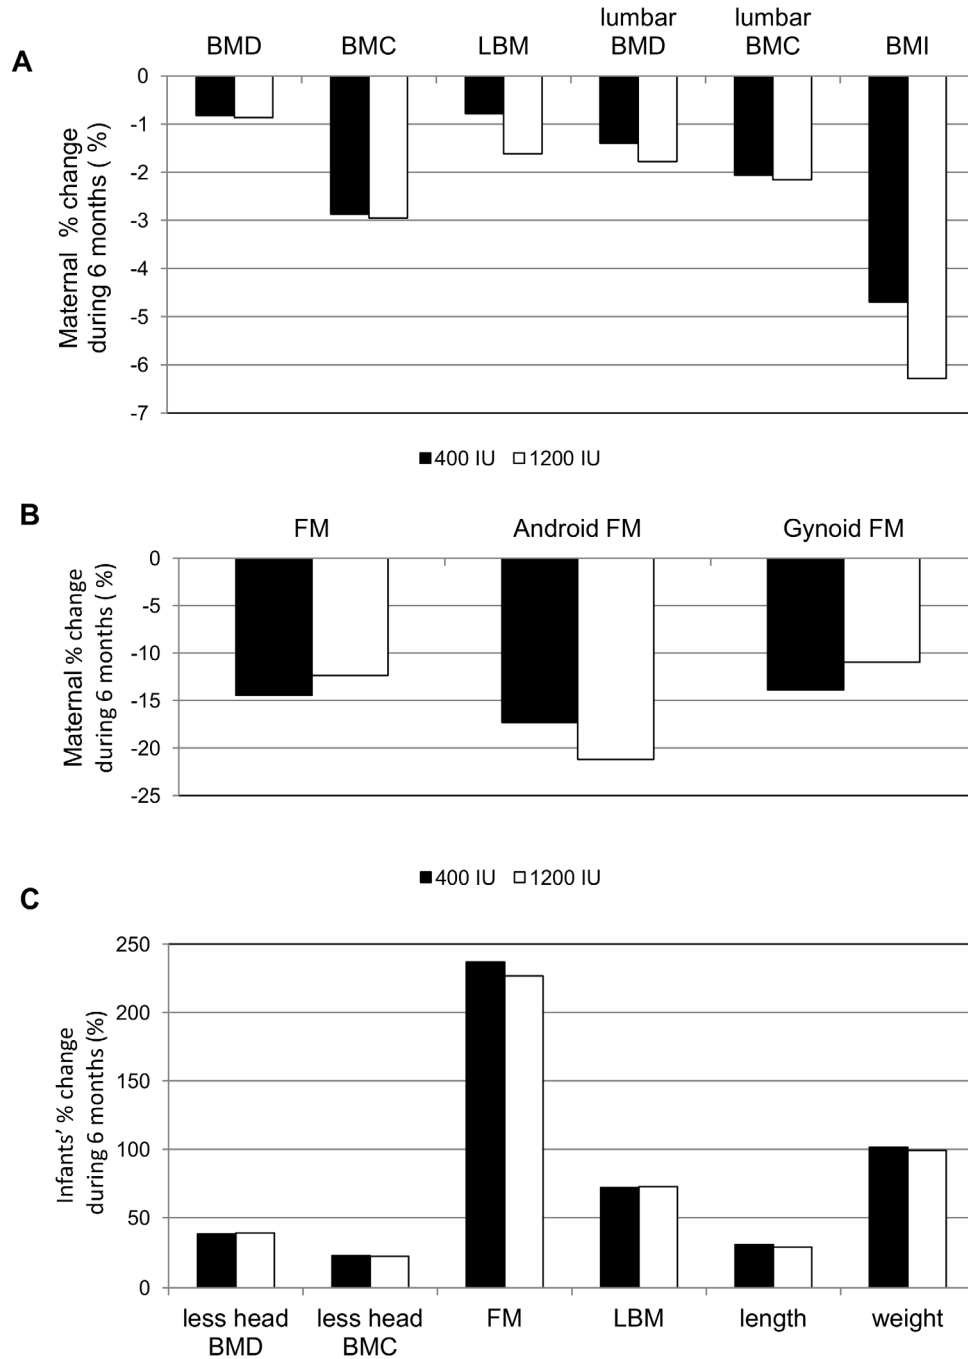 A
BMD BMC LBM lumbar BMD lumbar BMC BMI
Maternal % change
during 6 months ( %)
0
-1
-2
-3
-4
-5
-6
-7
400 IU 1200 IU
B
FM Android FM Gynoid FM
Maternal % change
during 6 months ( %)
0
-5
-10
-15
-20
-25
400 IU 1200 IU
C
Infants' % change
during 6 months (%)
250
200
150
100
50
0
less head BMD less head BMC FM LBM length weight